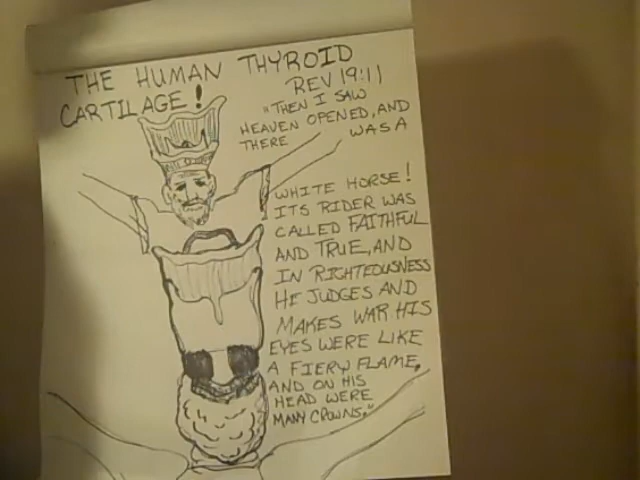 THE HUMAN THYROID
CARTILAGE!
REV 19:11
"THEN I SAW
HEAVEN OPENED, AND
THERE WAS A
WHITE HORSE!
ITS RIDER WAS
CALLED FAITHFUL
AND TRUE, AND
IN RIGHTEOUSNESS
HE JUDGES AND
MAKES WAR HIS
EYES WERE LIKE
A FIERY FLAME,
AND ON HIS
HEAD WERE
MANY CROWNS."